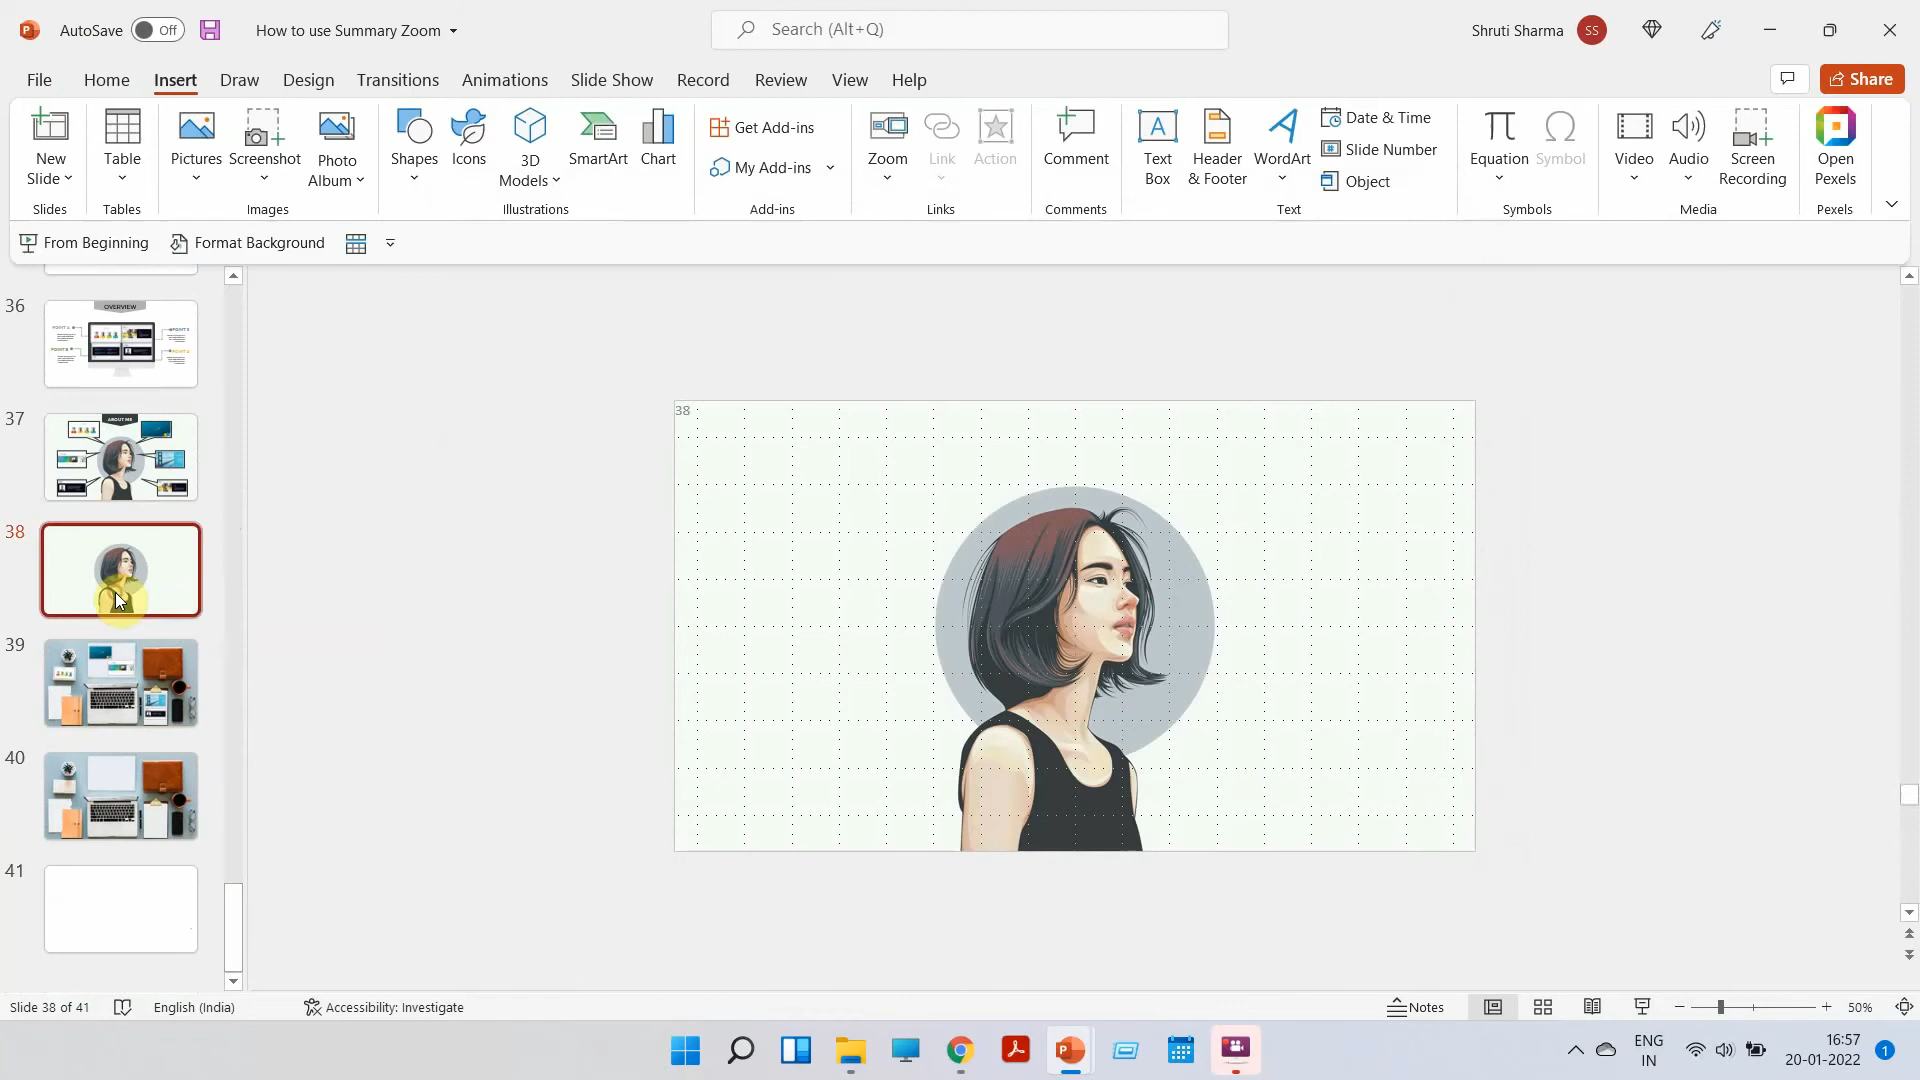 AutoSave Off How to use Summary Zoom Search (Alt+Q) Shruti Sharma SS
File Home Insert Draw Design Transitions Animations Slide Show Record Review View Help Share
New Slide
Table
Pictures
Screenshot
Photo Album
Shapes
Icons
3D Models
SmartArt
Chart
Get Add-ins
My Add-ins
Zoom
Link
Action
Comment
Text Box
Header & Footer
WordArt
Date & Time
Slide Number
Object
Equation
Symbol
Video
Audio
Screen Recording
Open Pexels
Slides Tables Images Illustrations Add-ins Links Comments Text Symbols Media Pexels
From Beginning Format Background
36
OVERVIEW
37
ABOUT ME
38
39
40
41
38
Slide 38 of 41 English (India) Accessibility: Investigate Notes 50%
ENG
IN
16:57
20-01-2022
1